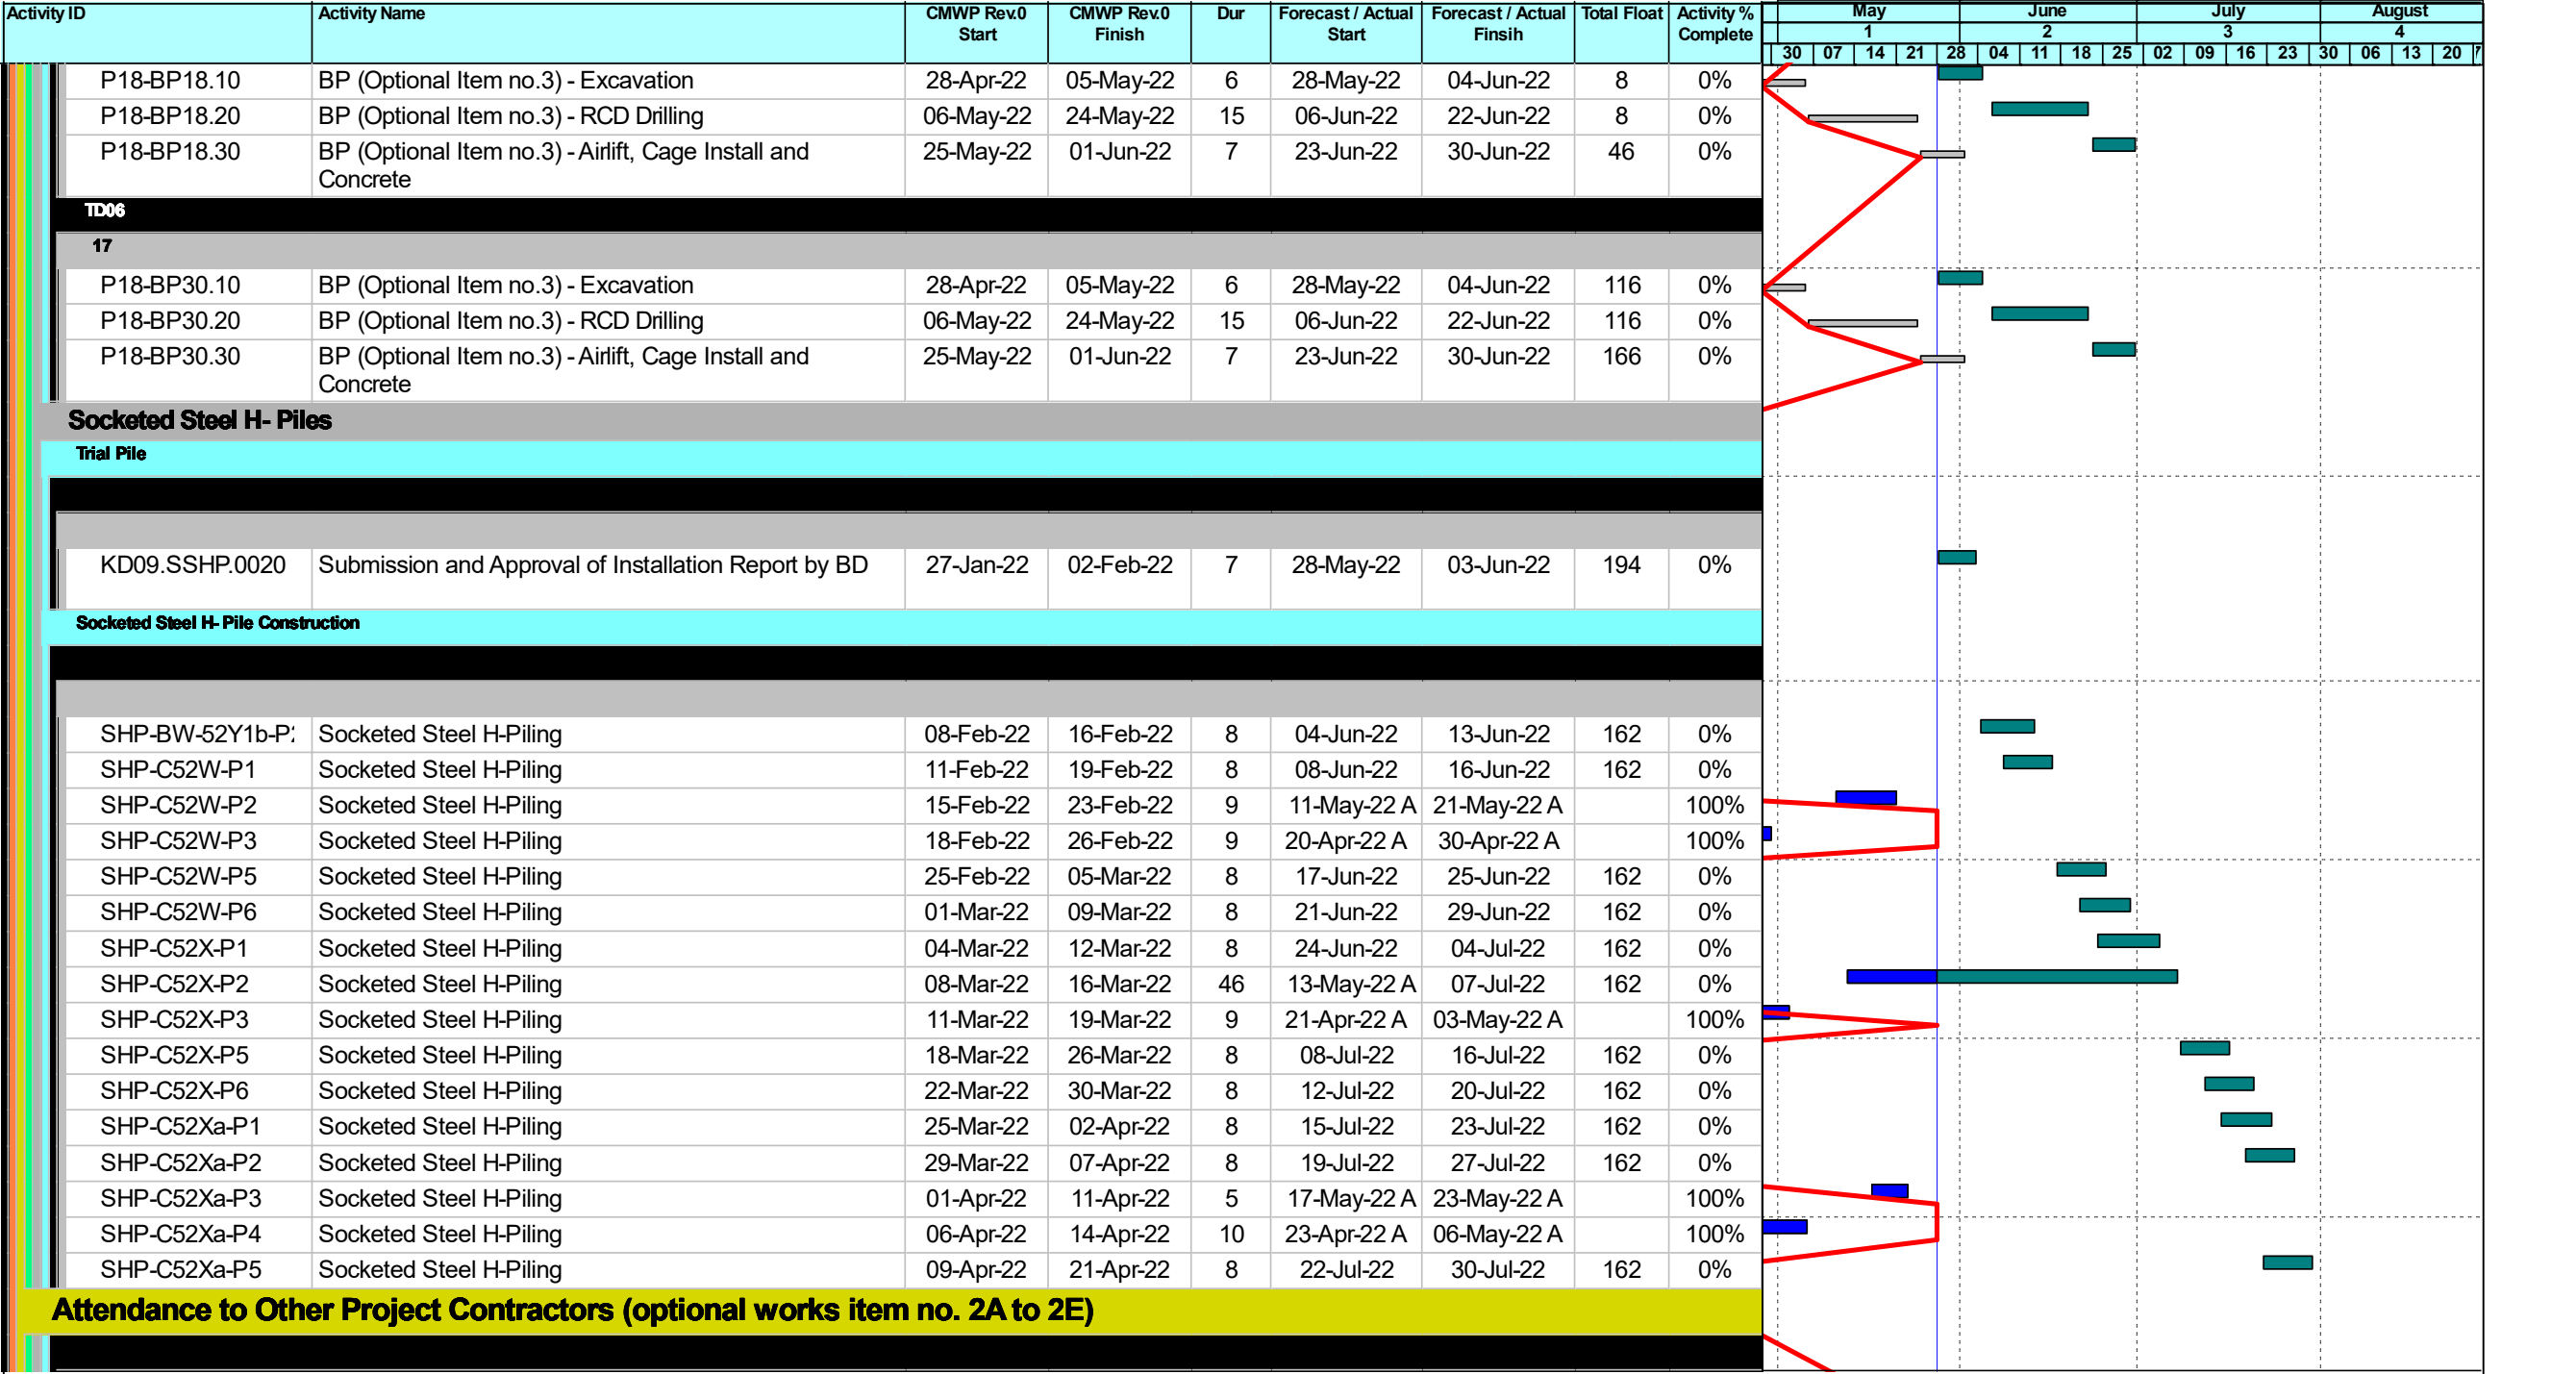 Activity ID Activity Name CMWP Rev.0 CMWP Rev.0 Dur Forecast / Actual Forecast / Actual Total Float Activity % May June July August
Start Finish Start Finsih Complete 1 2 3 4
30 07 14 21 28 04 11 18 25 02 09 16 23 30 06 13 20
P18-BP18.10 BP (Optional Item no.3) - Excavation 28-Apr-22 05-May-22 6 28-May-22 04-Jun-22 8 0%
P18-BP18.20 BP (Optional Item no.3) - RCD Drilling 06-May-22 24-May-22 15 06-Jun-22 22-Jun-22 8 0%
P18-BP18.30 BP (Optional Item no.3) - Airlift, Cage Install and 25-May-22 01-Jun-22 7 23-Jun-22 30-Jun-22 46 0%
Concrete
TD06
17
P18-BP30.10 BP (Optional Item no.3) - Excavation 28-Apr-22 05-May-22 6 28-May-22 04-Jun-22 116 0%
P18-BP30.20 BP (Optional Item no.3) - RCD Drilling 06-May-22 24-May-22 15 06-Jun-22 22-Jun-22 116 0%
P18-BP30.30 BP (Optional Item no.3) - Airlift, Cage Install and 25-May-22 01-Jun-22 7 23-Jun-22 30-Jun-22 166 0%
Concrete
Socketed Steel H- Piles
Trial Pile
KD09.SSHP.0020 Submission and Approval of Installation Report by BD 27-Jan-22 02-Feb-22 7 28-May-22 03-Jun-22 194 0%
Socketed Steel H- Pile Construction
SHP-BW-52Y1b-P Socketed Steel H-Piling 08-Feb-22 16-Feb-22 8 04-Jun-22 13-Jun-22 162 0%
SHP-C52W-P1 Socketed Steel H-Piling 11-Feb-22 19-Feb-22 8 08-Jun-22 16-Jun-22 162 0%
SHP-C52W-P2 Socketed Steel H-Piling 15-Feb-22 23-Feb-22 9 11-May-22 A 21-May-22 A 100%
SHP-C52W-P3 Socketed Steel H-Piling 18-Feb-22 26-Feb-22 9 20-Apr-22 A 30-Apr-22 A 100%
SHP-C52W-P5 Socketed Steel H-Piling 25-Feb-22 05-Mar-22 8 17-Jun-22 25-Jun-22 162 0%
SHP-C52W-P6 Socketed Steel H-Piling 01-Mar-22 09-Mar-22 8 21-Jun-22 29-Jun-22 162 0%
SHP-C52X-P1 Socketed Steel H-Piling 04-Mar-22 12-Mar-22 8 24-Jun-22 04-Jul-22 162 0%
SHP-C52X-P2 Socketed Steel H-Piling 08-Mar-22 16-Mar-22 46 13-May-22 A 07-Jul-22 162 0%
SHP-C52X-P3 Socketed Steel H-Piling 11-Mar-22 19-Mar-22 9 21-Apr-22 A 03-May-22 A 100%
SHP-C52X-P5 Socketed Steel H-Piling 18-Mar-22 26-Mar-22 8 08-Jul-22 16-Jul-22 162 0%
SHP-C52X-P6 Socketed Steel H-Piling 22-Mar-22 30-Mar-22 8 12-Jul-22 20-Jul-22 162 0%
SHP-C52Xa-P1 Socketed Steel H-Piling 25-Mar-22 02-Apr-22 8 15-Jul-22 23-Jul-22 162 0%
SHP-C52Xa-P2 Socketed Steel H-Piling 29-Mar-22 07-Apr-22 8 19-Jul-22 27-Jul-22 162 0%
SHP-C52Xa-P3 Socketed Steel H-Piling 01-Apr-22 11-Apr-22 5 17-May-22 A 23-May-22 A 100%
SHP-C52Xa-P4 Socketed Steel H-Piling 06-Apr-22 14-Apr-22 10 23-Apr-22 A 06-May-22 A 100%
SHP-C52Xa-P5 Socketed Steel H-Piling 09-Apr-22 21-Apr-22 8 22-Jul-22 30-Jul-22 162 0%
Attendance to Other Project Contractors (optional works item no. 2A to 2E)